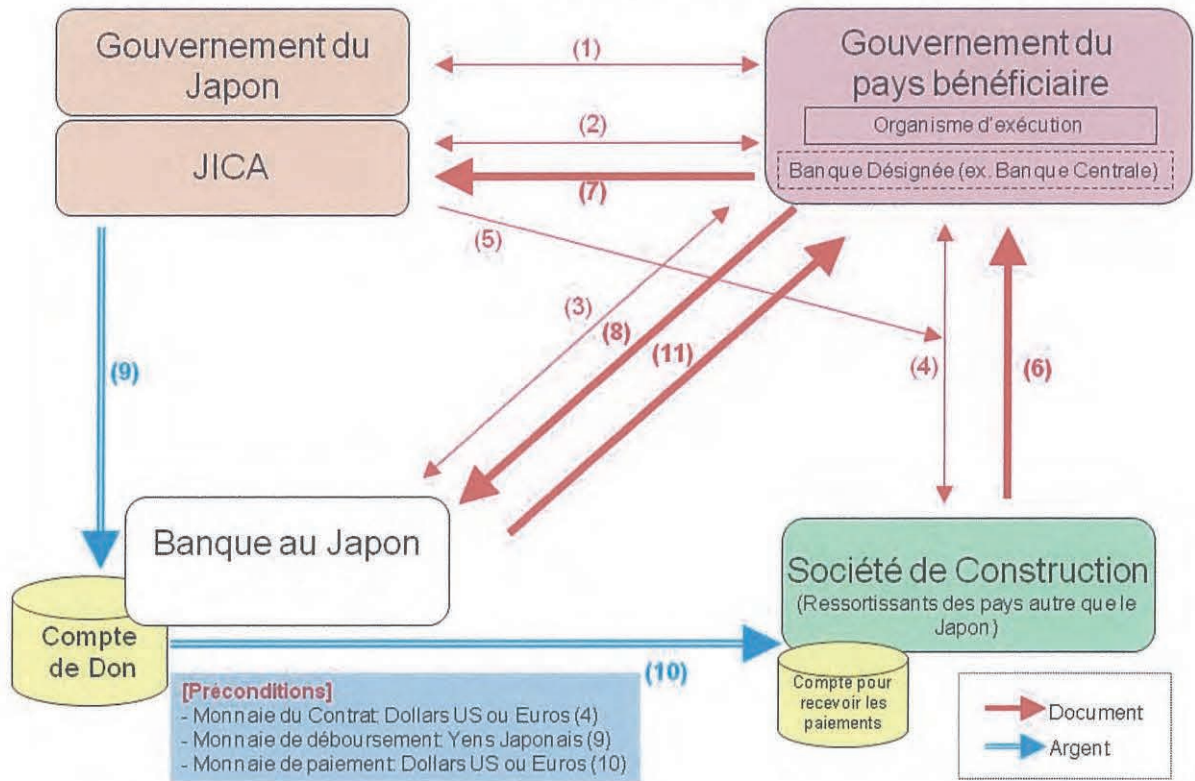 Gouvernement du
Japon
JICA
(1)
(2)
(7)
(5)
Gouvernement du
pays bénéficiaire
Organisme d'exécution
Banque Désignée (ex. Banque Centrale)
(3)
(8)
(11)
(4)
(6)
(9)
Banque au Japon
Compte
de Don
(10)
Société de Construction
(Ressortissants des pays autre que le
Japon)
Compte pour
recevoir les
paiements
[Préconditions]
- Monnaie du Contrat: Dollars US ou Euros (4)
- Monnaie de déboursement: Yens Japonais (9)
- Monnaie de paiement: Dollars US ou Euros (10)
Document
Argent